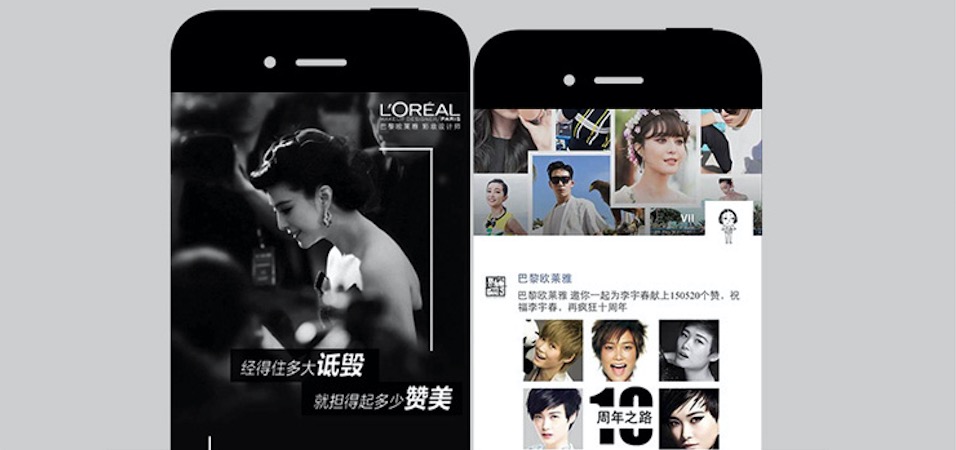 L'ORÉAL
MAKEUP DESIGNER/PARIS
巴黎欧莱雅 彩妆设计师
经得住多大诋毁
就担得起多少赞美
VII
巴黎欧莱雅
巴黎欧莱雅 邀你一起为李宇春献上150520个赞，祝
福李宇春，再疯狂十周年
10
周年之路